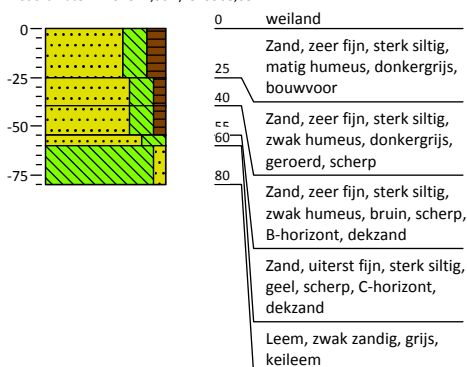 0
-25
-50
-75
0 weiland
Zand, zeer fijn, sterk siltig,
matig humeus, donkergrijs,
bouwvoor
25
Zand, zeer fijn, sterk siltig,
zwak humeus, donkergrijs,
geroerd, scherp
40
Zand, zeer fijn, sterk siltig,
zwak humeus, bruin, scherp,
B-horizont, dekzand
55
Zand, uiterst fijn, sterk siltig,
geel, scherp, C-horizont,
dekzand
60
Leem, zwak zandig, grijs,
keileem
80